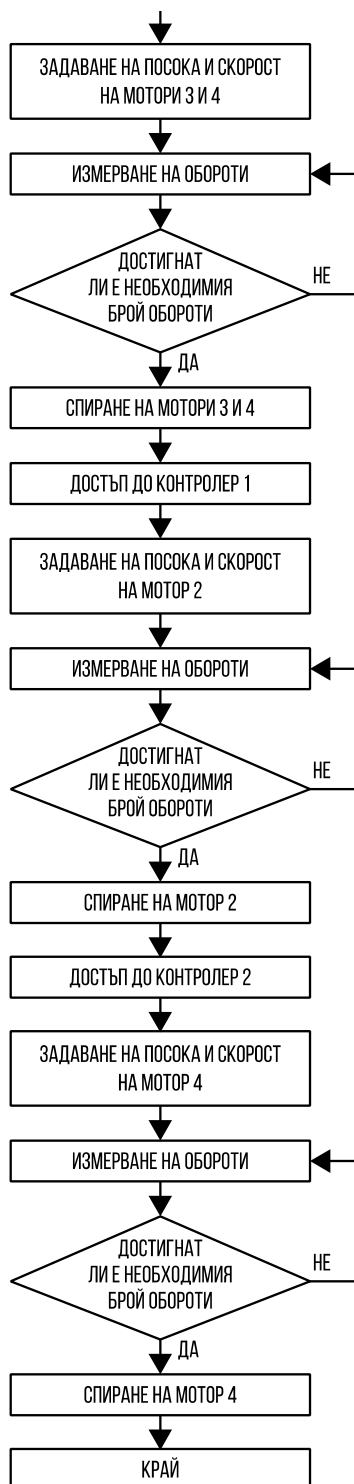 ЗАДАВАНЕ НА ПОСОКА И СКОРОСТ
НА МОТОРИ 3 И 4
ИЗМЕРВАНЕ НА ОБОРОТИ
ДОСТИГНАТ
ЛИ Е НЕОБХОДИМИЯ
БРОЙ ОБОРОТИ
НЕ
ДА
СПИРАНЕ НА МОТОРИ 3 И 4
ДОСТЪП ДО КОНТРОЛЕР 1
ЗАДАВАНЕ НА ПОСОКА И СКОРОСТ
НА МОТОР 2
ИЗМЕРВАНЕ НА ОБОРОТИ
ДОСТИГНАТ
ЛИ Е НЕОБХОДИМИЯ
БРОЙ ОБОРОТИ
НЕ
ДА
СПИРАНЕ НА МОТОР 2
ДОСТЪП ДО КОНТРОЛЕР 2
ЗАДАВАНЕ НА ПОСОКА И СКОРОСТ
НА МОТОР 4
ИЗМЕРВАНЕ НА ОБОРОТИ
ДОСТИГНАТ
ЛИ Е НЕОБХОДИМИЯ
БРОЙ ОБОРОТИ
НЕ
ДА
СПИРАНЕ НА МОТОР 4
КРАЙ